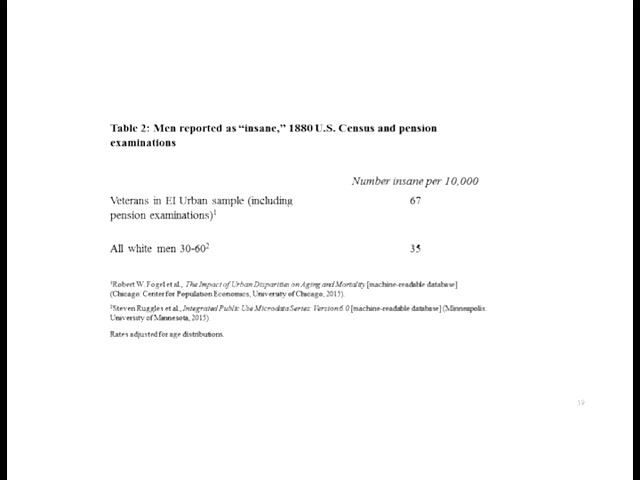 Table 2: Men reported as “insane,” 1880 U.S. Census and pension
examinations
Number insane per 10,000
Veterans in EI Urban sample (including 67
pension examinations)¹
All white men 30-60² 35
¹Robert W. Fogel et al., The Impact of Urban Disparities on Aging and Mortality [machine-readable database]
(Chicago: Center for Population Economics, University of Chicago, 2015).
²Steven Ruggles et al., Integrated Public Use Microdata Series: Version 6.0 [machine-readable database] (Minneapolis:
University of Minnesota, 2015)
Rates adjusted for age distributions.
19